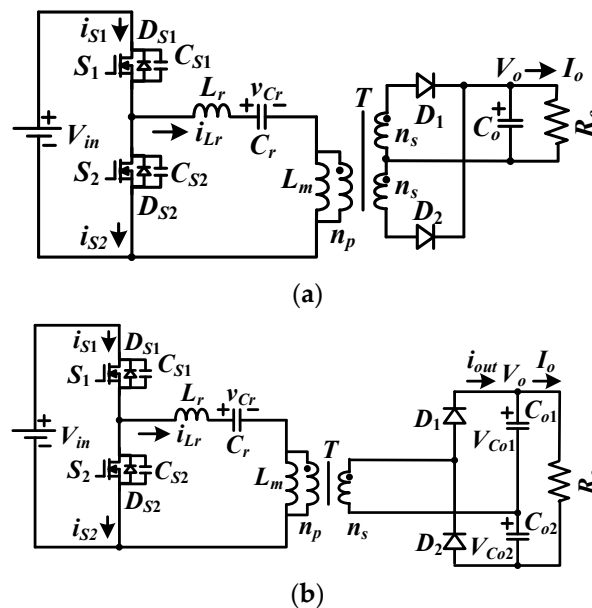 i_S1 D_S1
C_S1
S_1
L_r v_Cr
+ −
V_in
i_Lr C_r
T
D_1
V_o I_o
n_s
C_o
S_2
C_S2
L_m
n_s
D_S2
D_2
i_S2
n_p
(a)
i_S1 D_S1
C_S1
S_1
L_r v_Cr
+ −
V_in
i_Lr C_r
T
i_out V_o I_o
D_1
C_o1
V_Co1
S_2
C_S2
L_m
D_S2
D_2
C_o2
V_Co2
i_S2
n_p n_s
(b)